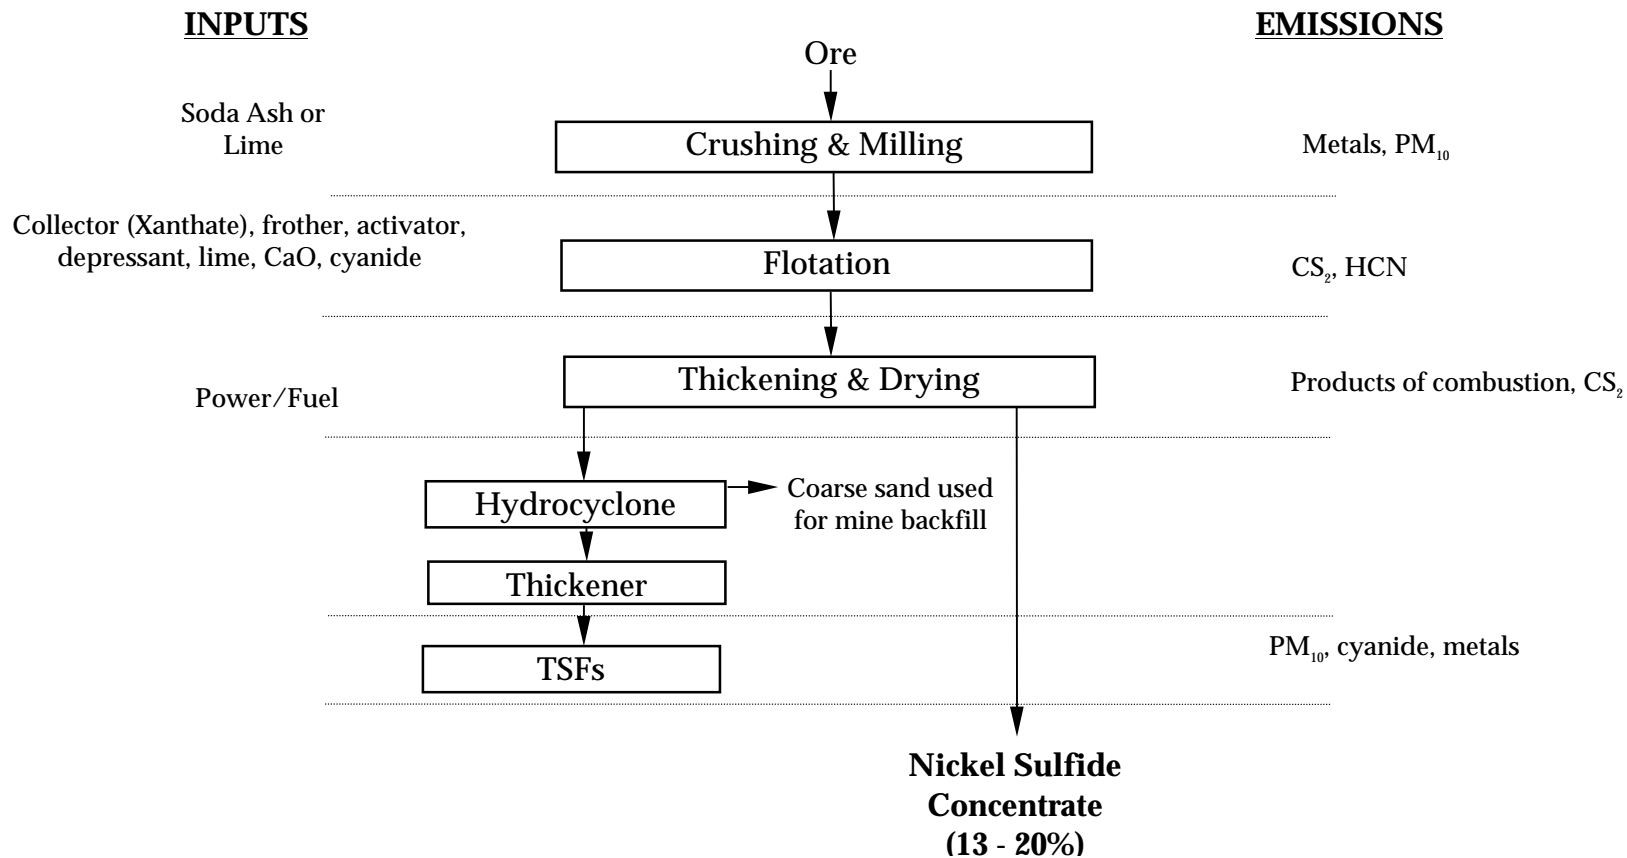 INPUTS
EMISSIONS
Ore
Soda Ash or
Lime
Crushing & Milling
Metals, PM₁₀
Collector (Xanthate), frother, activator,
depressant, lime, CaO, cyanide
Flotation
CS₂, HCN
Thickening & Drying
Power/Fuel
Products of combustion, CS₂
Hydrocyclone
Coarse sand used
for mine backfill
Thickener
TSFs
PM₁₀, cyanide, metals
Nickel Sulfide
Concentrate
(13 - 20%)